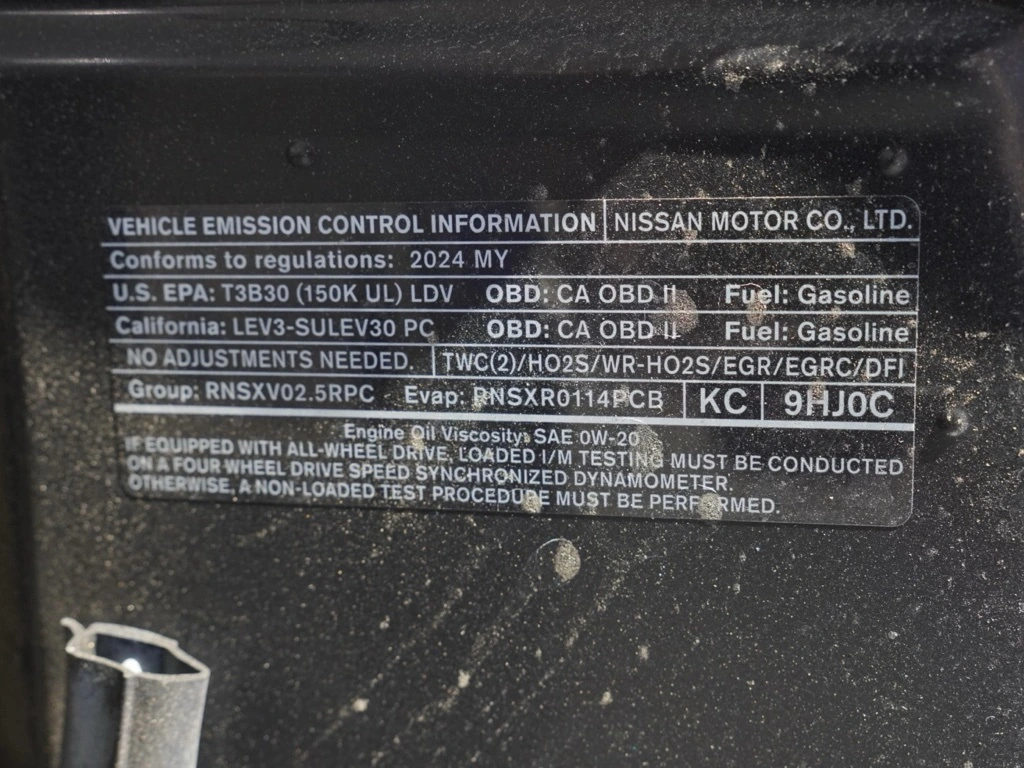 VEHICLE EMISSION CONTROL INFORMATION NISSAN MOTOR CO., LTD.
Conforms to regulations: 2024 MY
U.S. EPA: T3B30 (150K UL) LDV OBD: CA OBD II Fuel: Gasoline
California: LEV3-SULEV30 PC OBD: CA OBD II Fuel: Gasoline
NO ADJUSTMENTS NEEDED. TWC(2)/HO2S/WR-HO2S/EGR/EGRC/DFI
Group: RNSXV02.5RPC Evap: RNSXR0114PCB KC 9HJ0C
Engine Oil Viscosity: SAE 0W-20
IF EQUIPPED WITH ALL-WHEEL DRIVE, LOADED I/M TESTING MUST BE CONDUCTED
ON A FOUR WHEEL DRIVE SPEED SYNCHRONIZED DYNAMOMETER.
OTHERWISE, A NON-LOADED TEST PROCEDURE MUST BE PERFORMED.